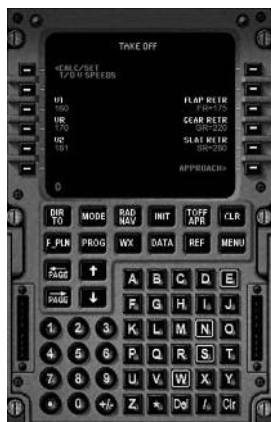 TAKE OFF
<CALC/SET
T/O V SPEEDS
V1 FLAP RETR
160 FR=175
VR GEAR RETR
170 GR=220
V2 SLAT RETR
181 SR=250
APPROACH>
0
DIR TO MODE RAD NAV INIT TOFF APR CLR
F_PLN PROG WX DATA REF MENU
PAGE
PAGE
A B C D E
F G H I J
1 2 3 K L M N O
4 5 6 P Q R S T
7 8 9 U V W X Y
0 +/- Z * Del / Clr